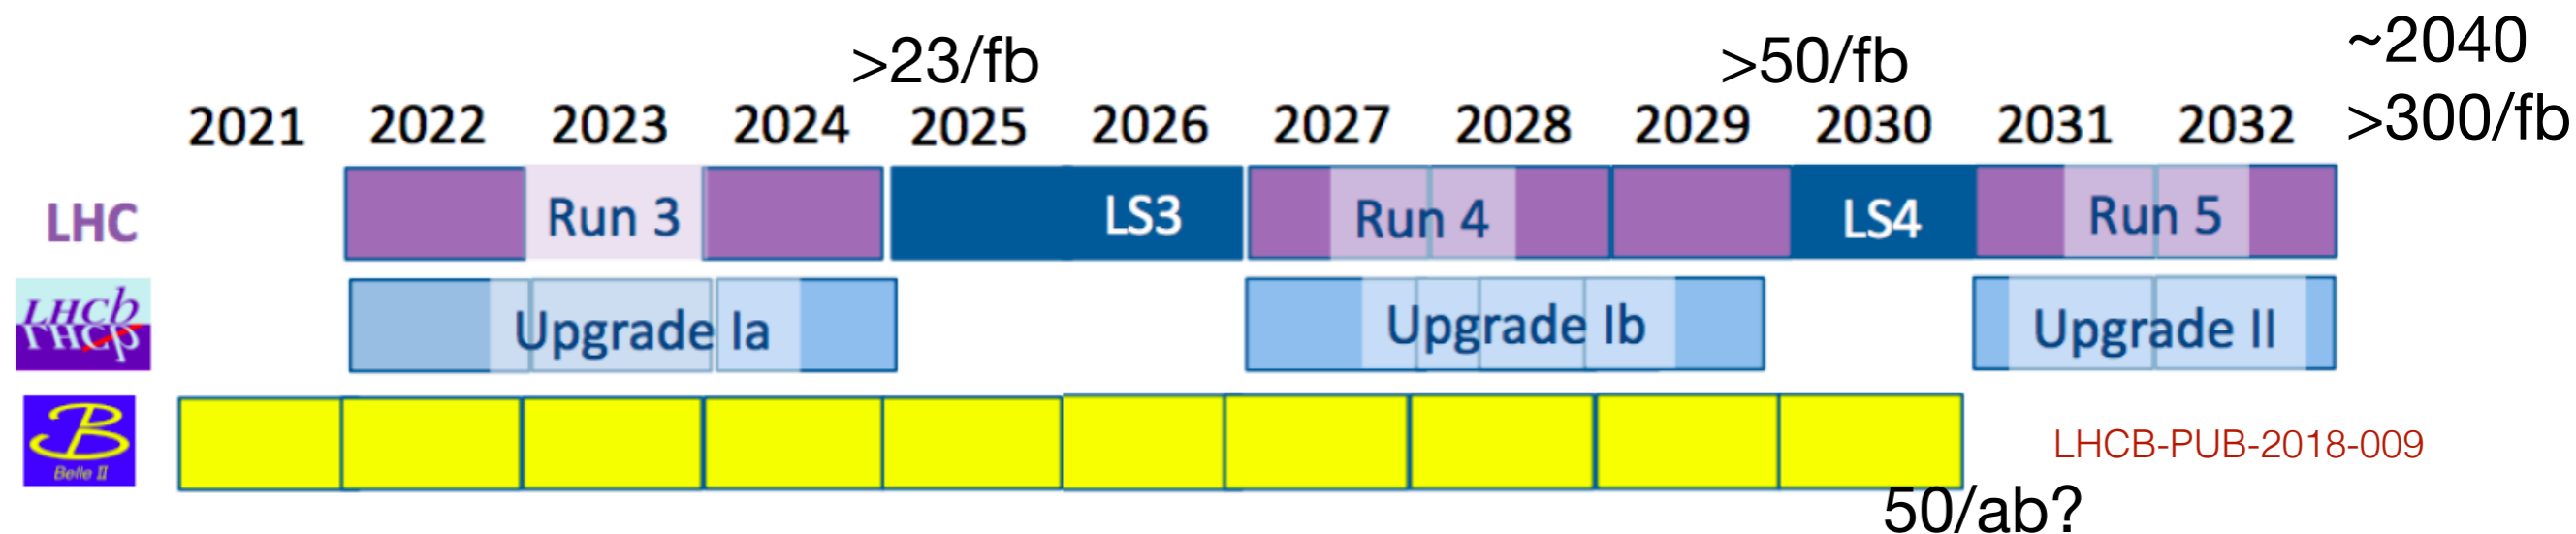 >23/fb
>50/fb
~2040
2021 2022 2023 2024 2025 2026 2027 2028 2029 2030 2031 2032
>300/fb
LHC
Run 3
LS3
Run 4
LS4
Run 5
LHCb
LHCb
Upgrade Ia
Upgrade Ib
Upgrade II
B
Belle II
LHCB-PUB-2018-009
50/ab?